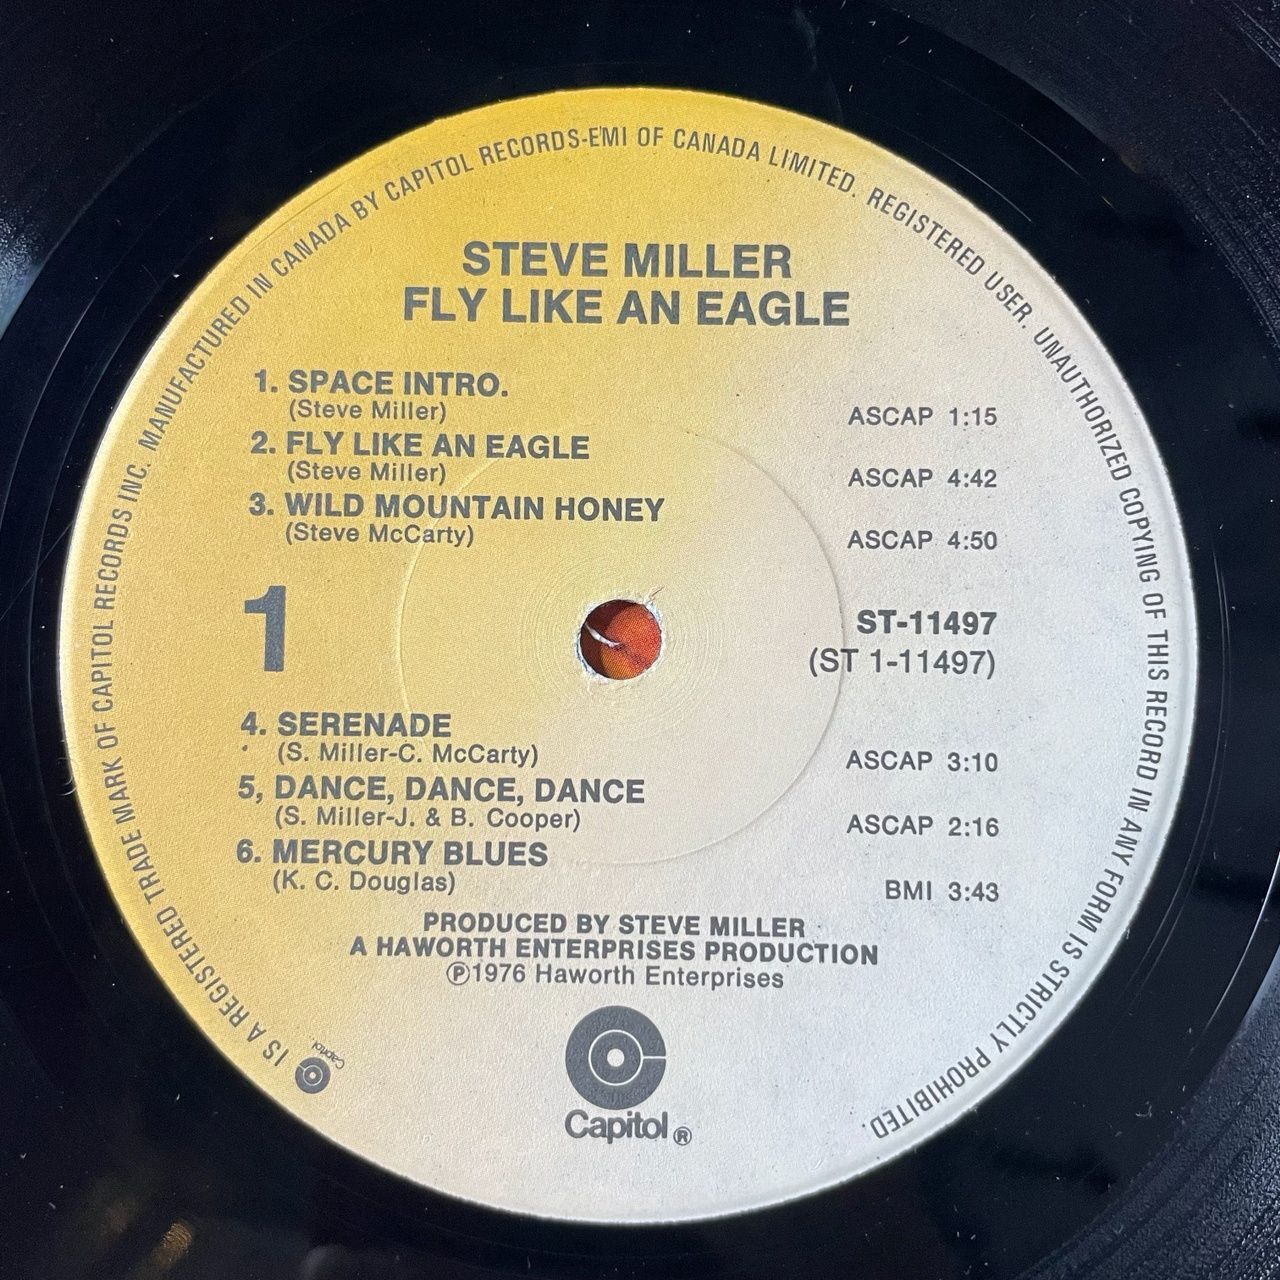 IS A REGISTERED TRADE MARK OF CAPITOL RECORDS INC. MANUFACTURED IN CANADA BY CAPITOL RECORDS-EMI OF CANADA LIMITED. REGISTERED USER. UNAUTHORIZED COPYING OF THIS RECORD IN ANY FORM IS STRICTLY PROHIBITED.
STEVE MILLER
FLY LIKE AN EAGLE
1. SPACE INTRO.
(Steve Miller) ASCAP 1:15
2. FLY LIKE AN EAGLE
(Steve Miller) ASCAP 4:42
3. WILD MOUNTAIN HONEY
(Steve McCarty) ASCAP 4:50
1
ST-11497
(ST 1-11497)
4. SERENADE
(S. Miller-C. McCarty) ASCAP 3:10
5, DANCE, DANCE, DANCE
(S. Miller-J. & B. Cooper) ASCAP 2:16
6. MERCURY BLUES
(K. C. Douglas) BMI 3:43
PRODUCED BY STEVE MILLER
A HAWORTH ENTERPRISES PRODUCTION
Ⓟ1976 Haworth Enterprises
Capitol
Capitol®